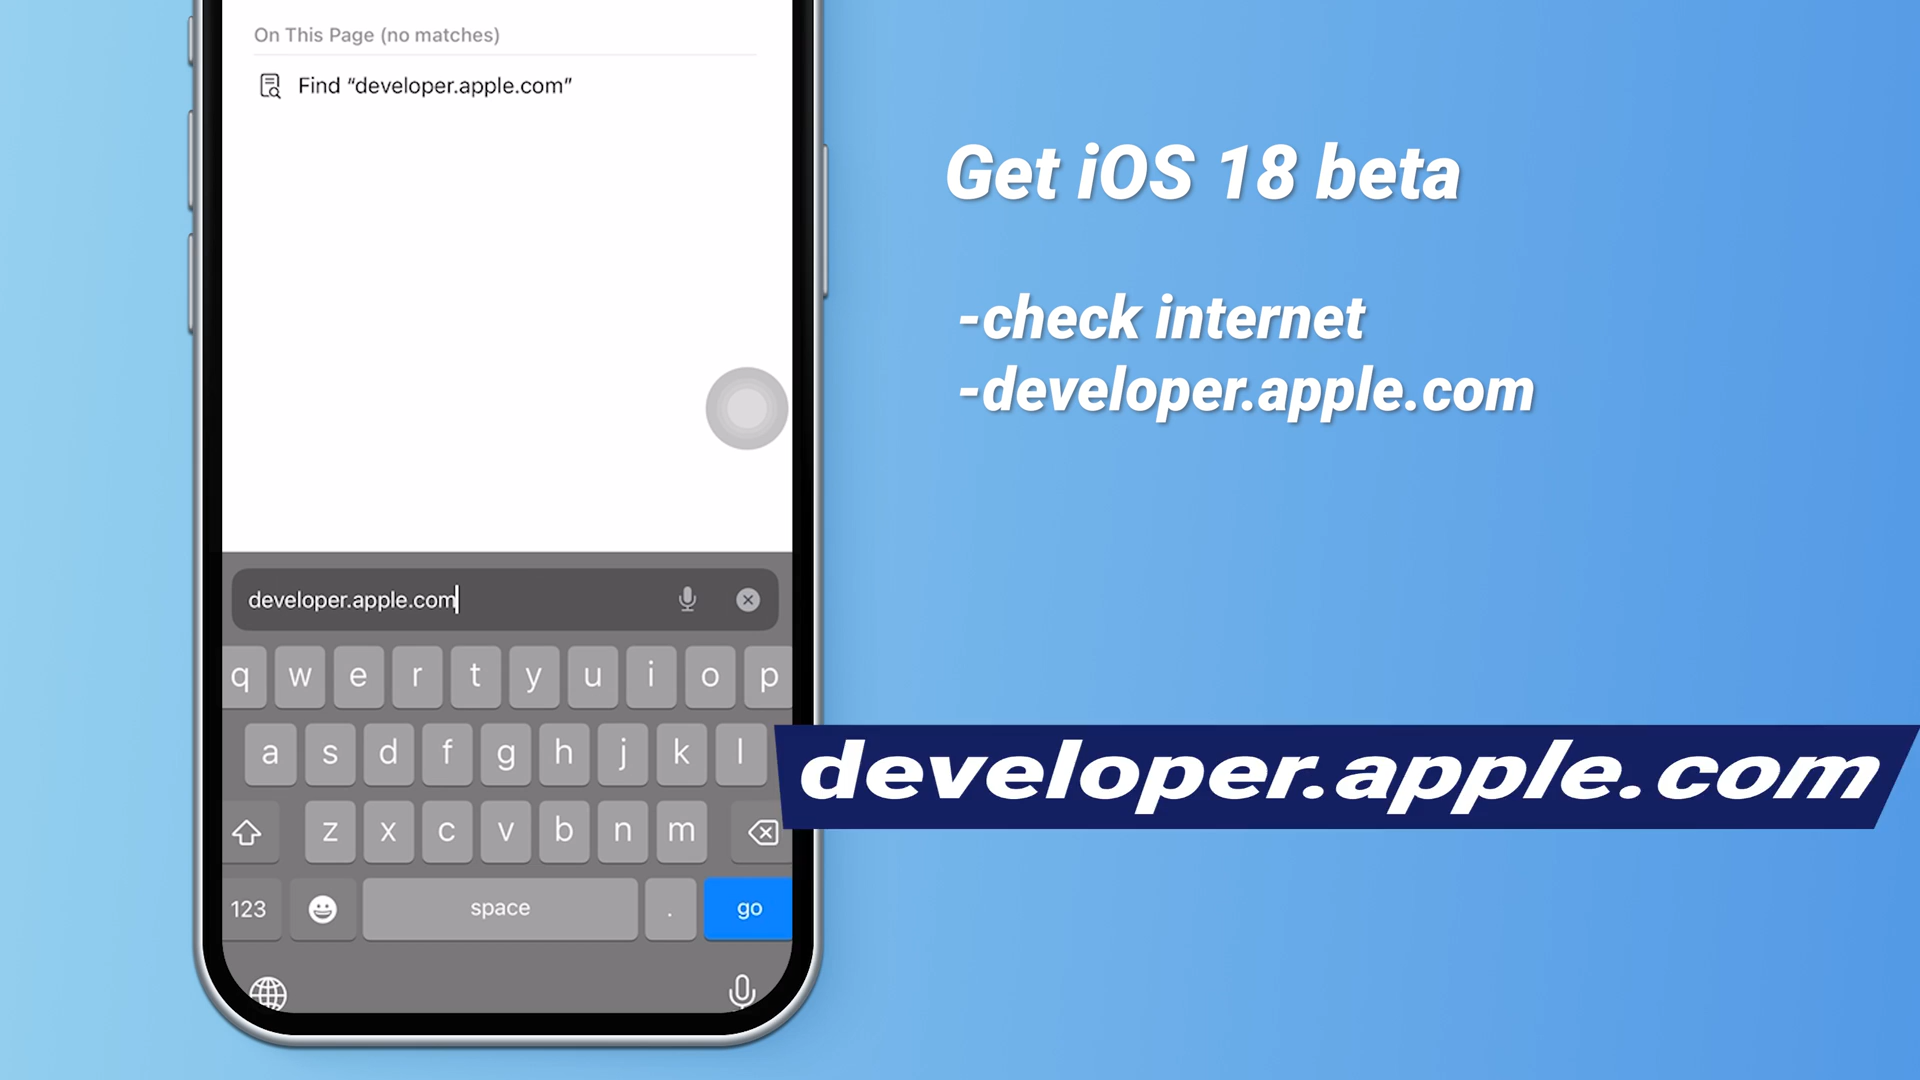 On This Page (no matches)
Find “developer.apple.com”
Get iOS 18 beta
-check internet
-developer.apple.com
developer.apple.com
q w e r t y u i o p
a s d f g h j k l
developer.apple.com
z x c v b n m
123 space . go